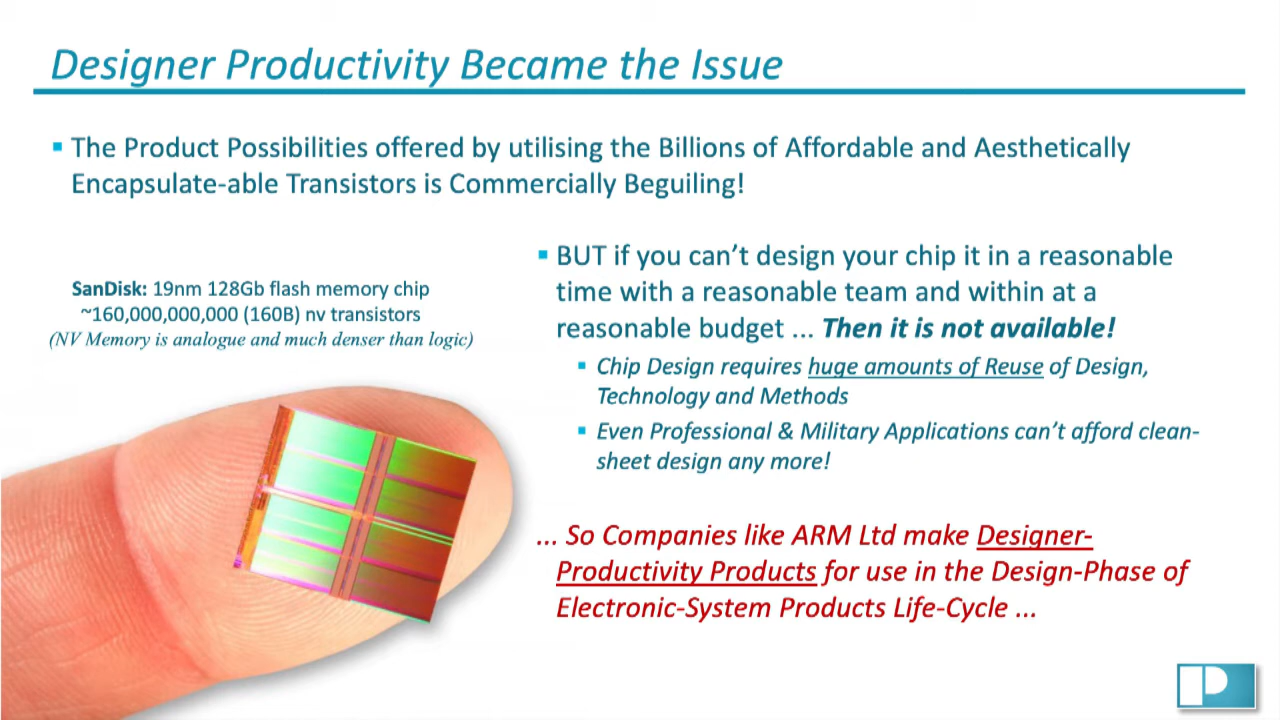 Designer Productivity Became the Issue
▪ The Product Possibilities offered by utilising the Billions of Affordable and Aesthetically
Encapsulate-able Transistors is Commercially Beguiling!
SanDisk: 19nm 128Gb flash memory chip
~160,000,000,000 (160B) nv transistors
(NV Memory is analogue and much denser than logic)
▪ BUT if you can't design your chip it in a reasonable
time with a reasonable team and within at a
reasonable budget ... Then it is not available!
▪ Chip Design requires huge amounts of Reuse of Design,
Technology and Methods
▪ Even Professional & Military Applications can't afford clean-
sheet design any more!
... So Companies like ARM Ltd make Designer-
Productivity Products for use in the Design-Phase of
Electronic-System Products Life-Cycle ...